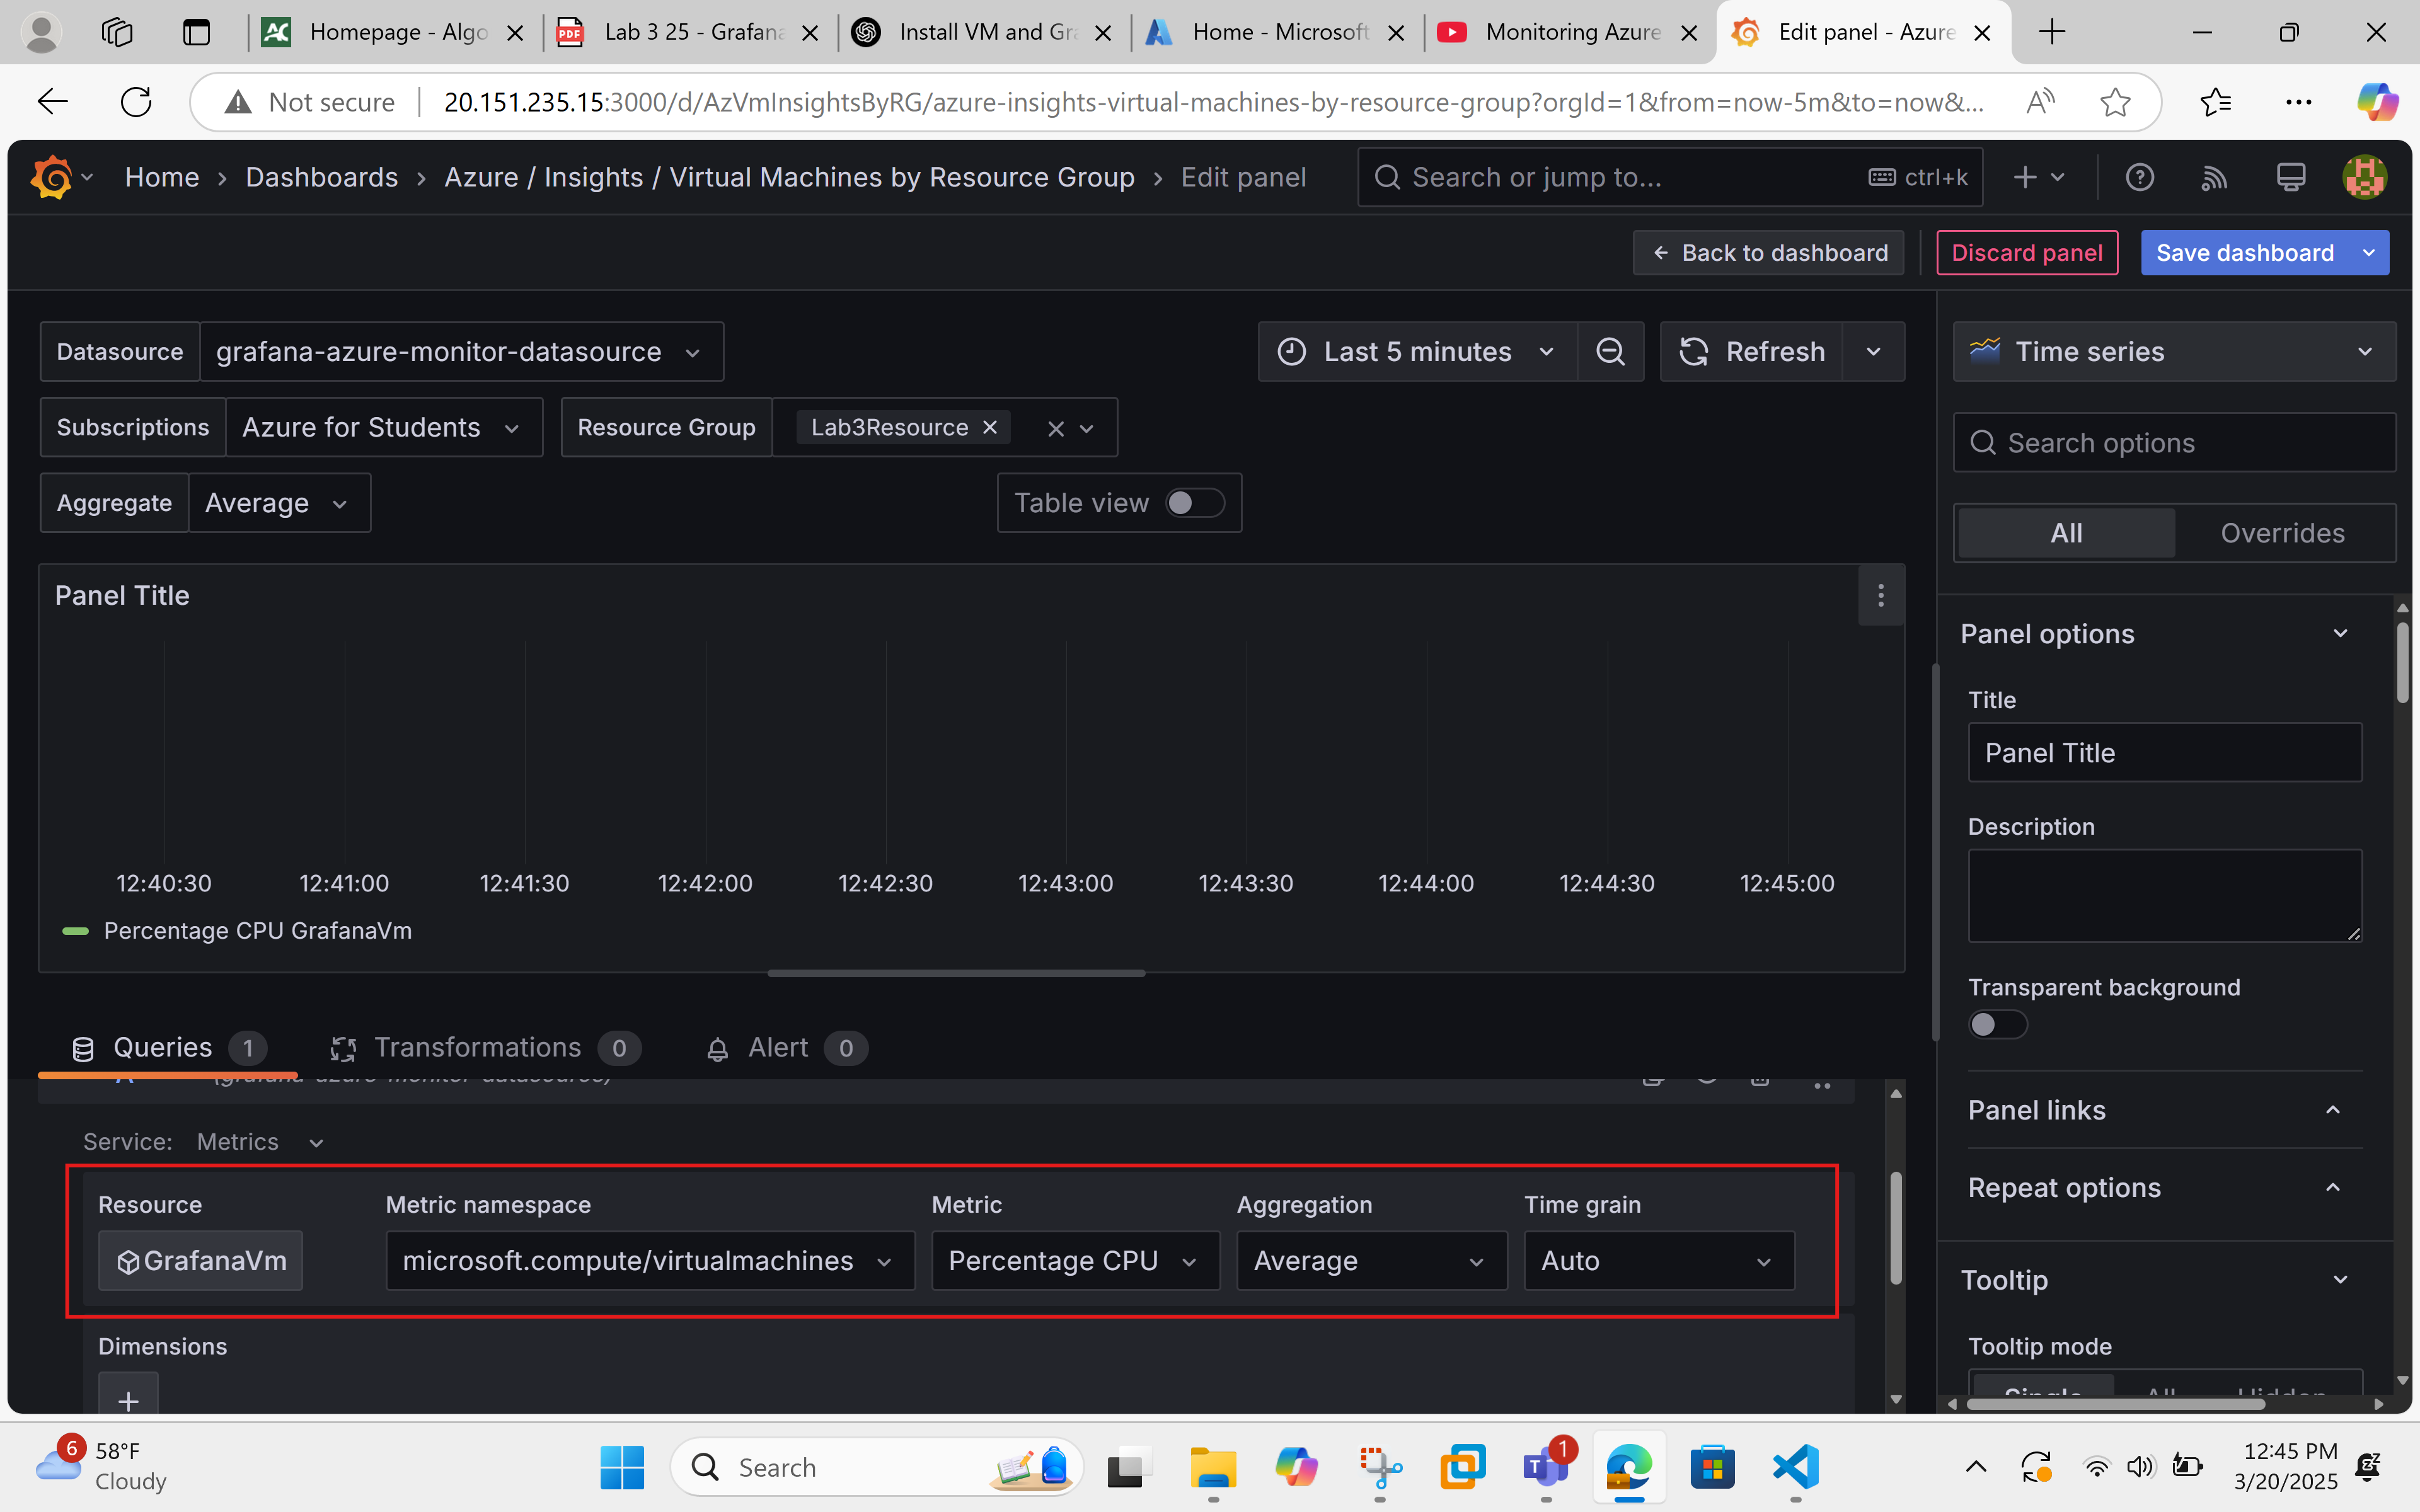 Homepage - Algo
Lab 3 25 - Grafana
Install VM and Gr
Home - Microsoft
Monitoring Azure
Edit panel - Azure
Not secure
20.151.235.15:3000/d/AzVmInsightsByRG/azure-insights-virtual-machines-by-resource-group?orgId=1&from=now-5m&to=now&...
Home › Dashboards › Azure / Insights / Virtual Machines by Resource Group › Edit panel
Search or jump to...
ctrl+k
Back to dashboard
Discard panel
Save dashboard
Datasource
grafana-azure-monitor-datasource
Last 5 minutes
Refresh
Time series
Subscriptions
Azure for Students
Resource Group
Lab3Resource
Search options
Aggregate
Average
Table view
All
Overrides
Panel Title
12:40:30
12:41:00
12:41:30
12:42:00
12:42:30
12:43:00
12:43:30
12:44:00
12:44:30
12:45:00
Percentage CPU GrafanaVm
Panel options
Title
Panel Title
Description
Transparent background
Panel links
Repeat options
Tooltip
Tooltip mode
Queries 1
Transformations 0
Alert 0
(grafana-azure-monitor-datasource)
Service: Metrics
Resource
Metric namespace
Metric
Aggregation
Time grain
GrafanaVm
microsoft.compute/virtualmachines
Percentage CPU
Average
Auto
Dimensions
Single
All
Hidden
6
58°F
Cloudy
Search
1
12:45 PM
3/20/2025